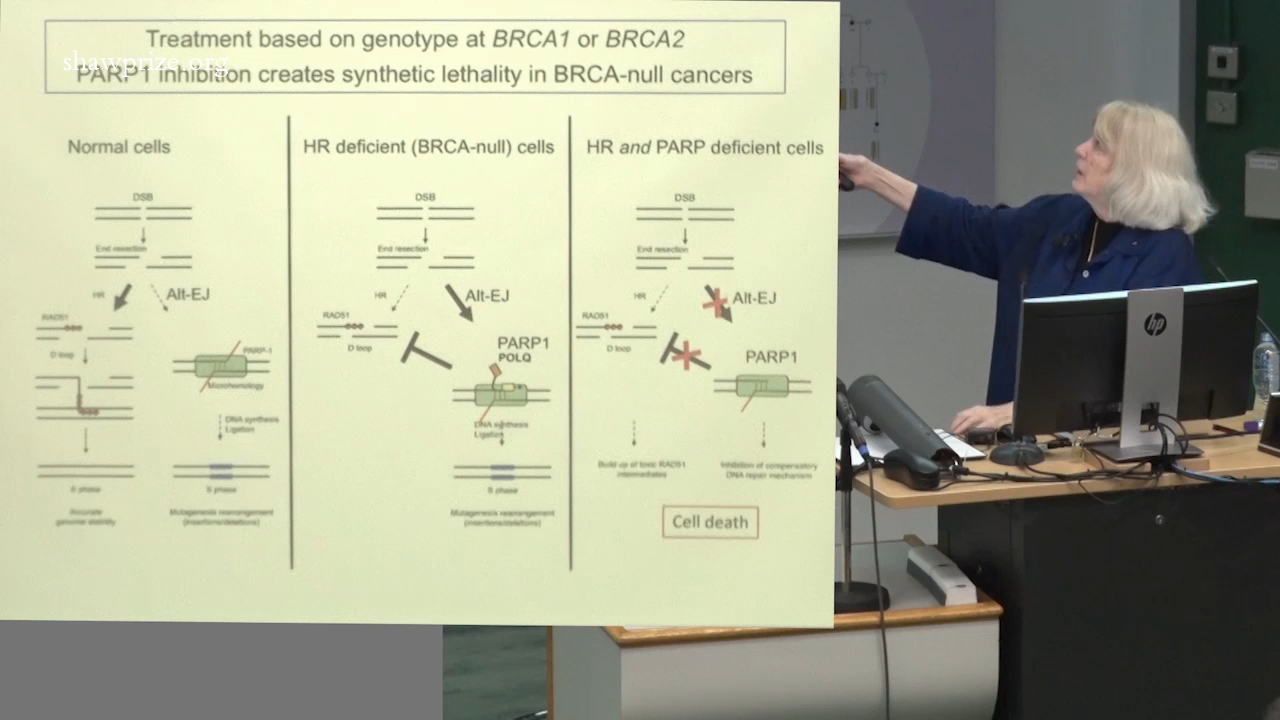 Treatment based on genotype at BRCA1 or BRCA2
shawprize.org
PARP1 inhibition creates synthetic lethality in BRCA-null cancers
Normal cells
DSB
End resection
HR
Alt-EJ
RAD51
D loop
PARP-1
Microhomology
DNA synthesis
Ligation
S phase
S phase
Accurate
genome stability
Mutagenesis rearrangement
(insertions/deletions)
HR deficient (BRCA-null) cells
DSB
End resection
HR
Alt-EJ
RAD51
D loop
PARP1
POLQ
DNA synthesis
Ligation
S phase
Mutagenesis rearrangement
(insertions/deletions)
HR and PARP deficient cells
DSB
End resection
HR
Alt-EJ
RAD51
D loop
PARP1
Build up of toxic RAD51
intermediates
Inhibition of compensatory
DNA repair mechanism
Cell death
hp